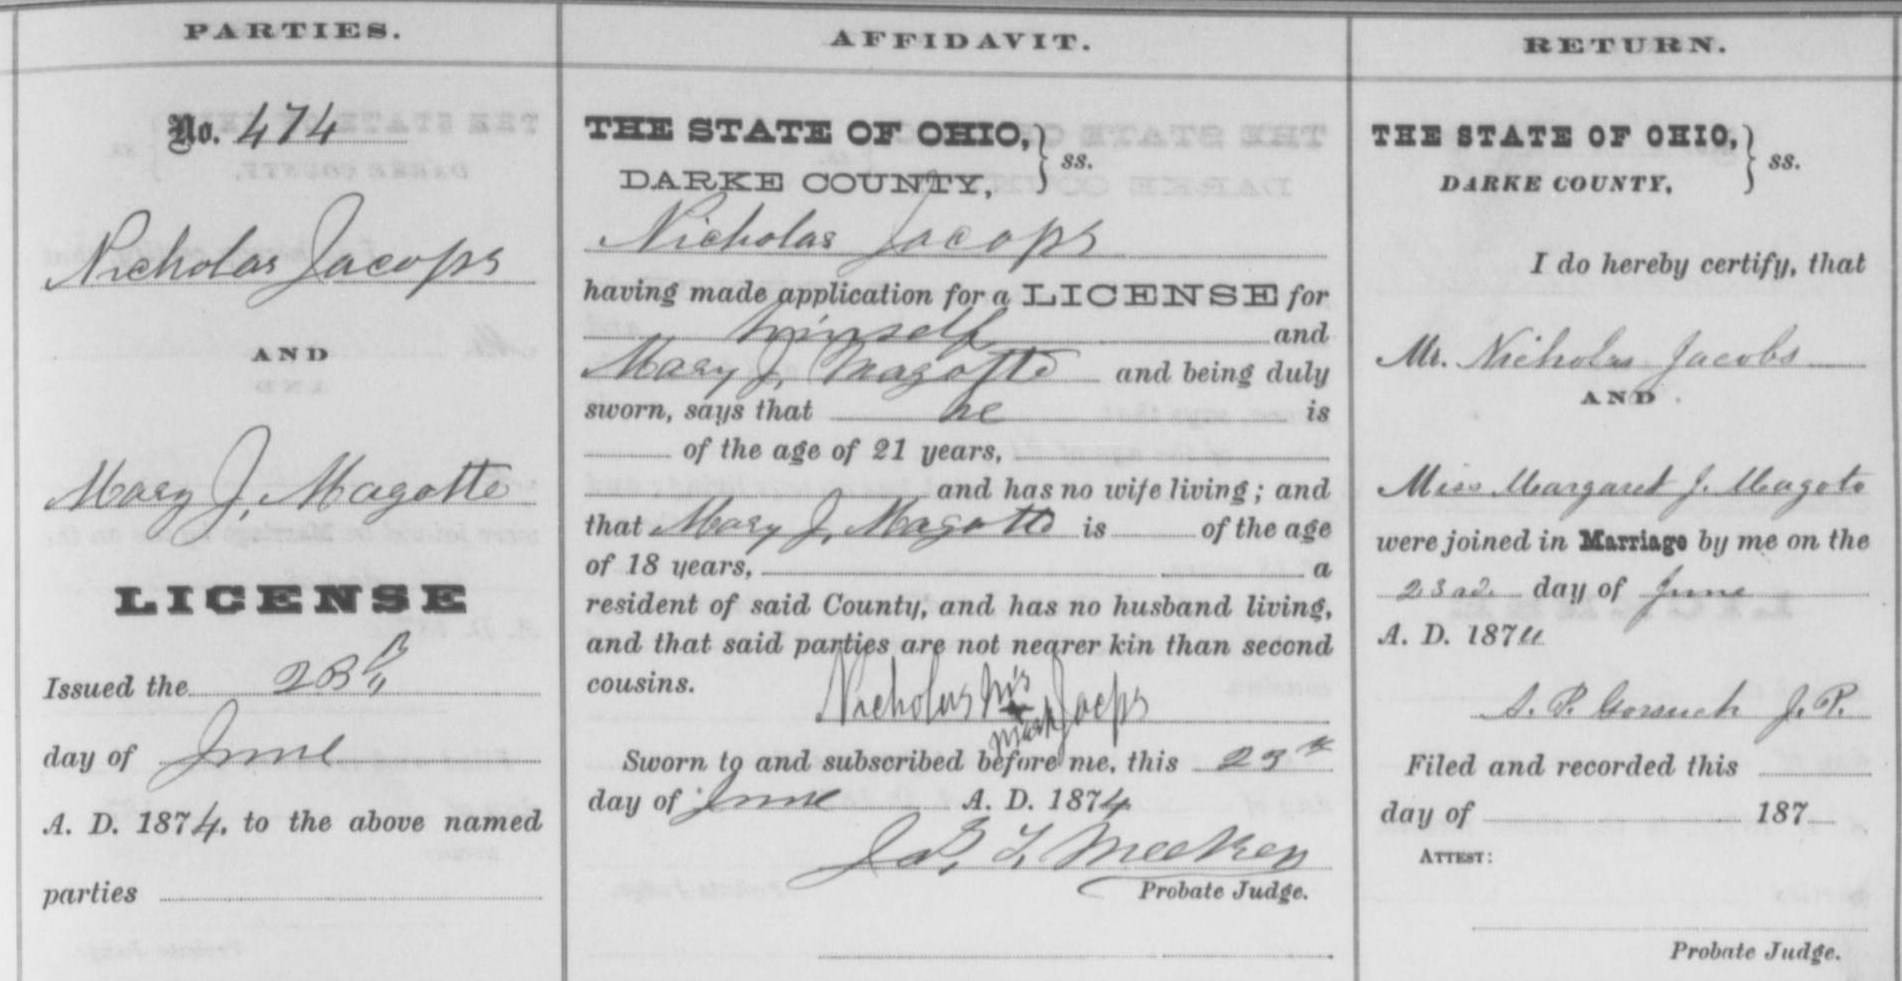 PARTIES.
No. 474
Nicholas Jacops
AND
Mary J. Magotte
LICENSE
Issued the 23rd
day of June
A. D. 1874, to the above named
parties
AFFIDAVIT.
THE STATE OF OHIO,
DARKE COUNTY, } ss.
Nicholas Jacops
having made application for a LICENSE for
himself and
Mary J. Magotte and being duly
sworn, says that he is
of the age of 21 years,
and has no wife living; and
that Mary J. Magotte is of the age
of 18 years, a
resident of said County, and has no husband living,
and that said parties are not nearer kin than second
cousins.
Nicholas his + mark Jacps
Sworn to and subscribed before me, this 23
day of June A. D. 1874
Probate Judge.
RETURN.
THE STATE OF OHIO,
DARKE COUNTY, } ss.
I do hereby certify, that
Mr. Nicholas Jacobs
AND
Miss Margaret J. Magoto
were joined in Marriage by me on the
23rd day of June
A. D. 1874
Gorsuch J. P.
Filed and recorded this
day of 187
ATTEST:
Probate Judge.